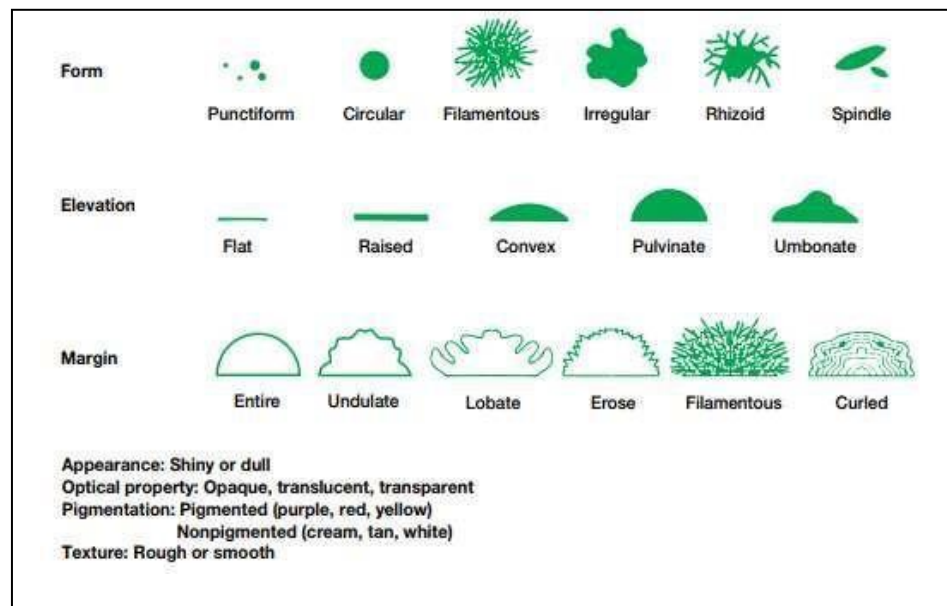 Form
Punctiform Circular Filamentous Irregular Rhizoid Spindle
Elevation
Flat Raised Convex Pulvinate Umbonate
Margin
Entire Undulate Lobate Erose Filamentous Curled
Appearance: Shiny or dull
Optical property: Opaque, translucent, transparent
Pigmentation: Pigmented (purple, red, yellow)
Nonpigmented (cream, tan, white)
Texture: Rough or smooth